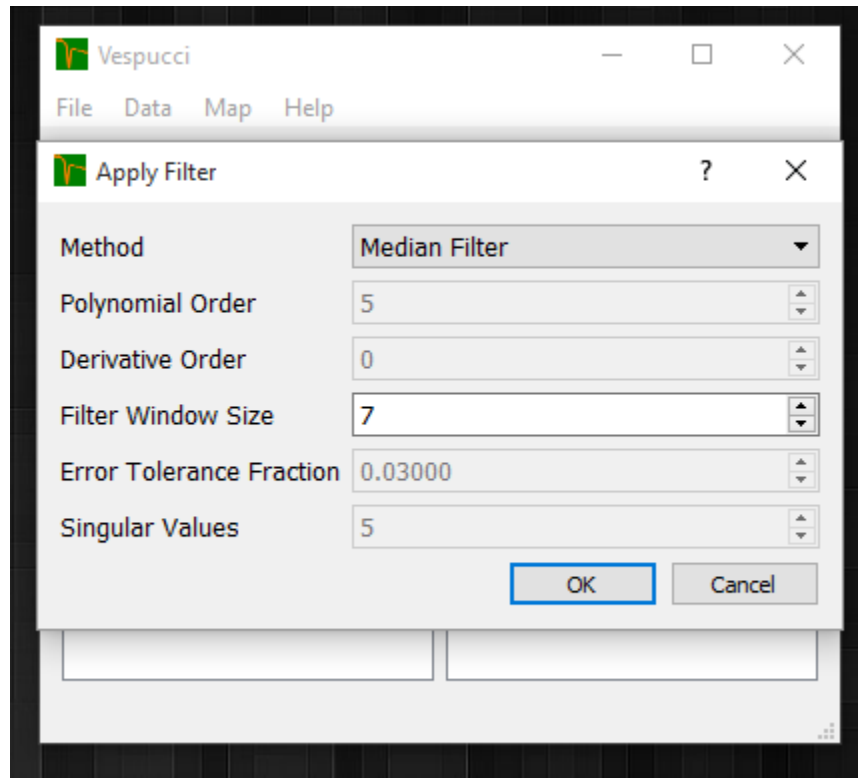 Vespucci
File Data Map Help
Apply Filter ?
Method Median Filter
Polynomial Order 5
Derivative Order 0
Filter Window Size 7
Error Tolerance Fraction 0.03000
Singular Values 5
OK Cancel